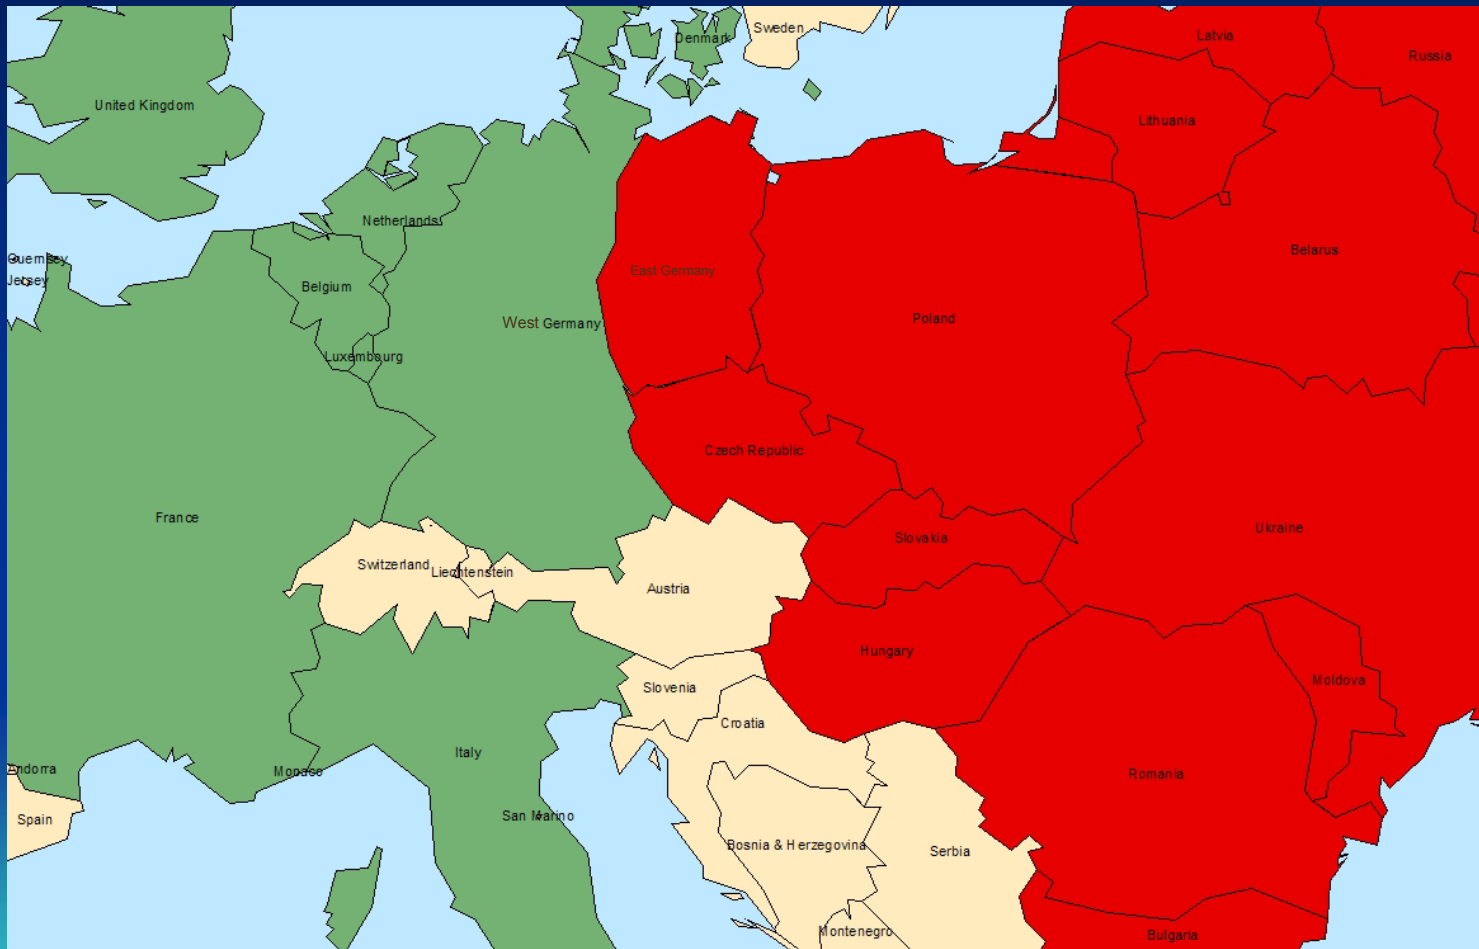 Sweden
Denmark
Latvia
Russia
United Kingdom
Lithuania
Netherlands
Belarus
Guernsey
East Germany
Jersey
Belgium
Poland
West Germany
Luxembourg
Czech Republic
France
Ukraine
Slovakia
Switzerland
Liechtenstein
Austria
Hungary
Moldova
Slovenia
Croatia
Italy
Andorra
Monaco
Romania
San Marino
Spain
Bosnia & Herzegovina
Serbia
Montenegro
Bulgaria